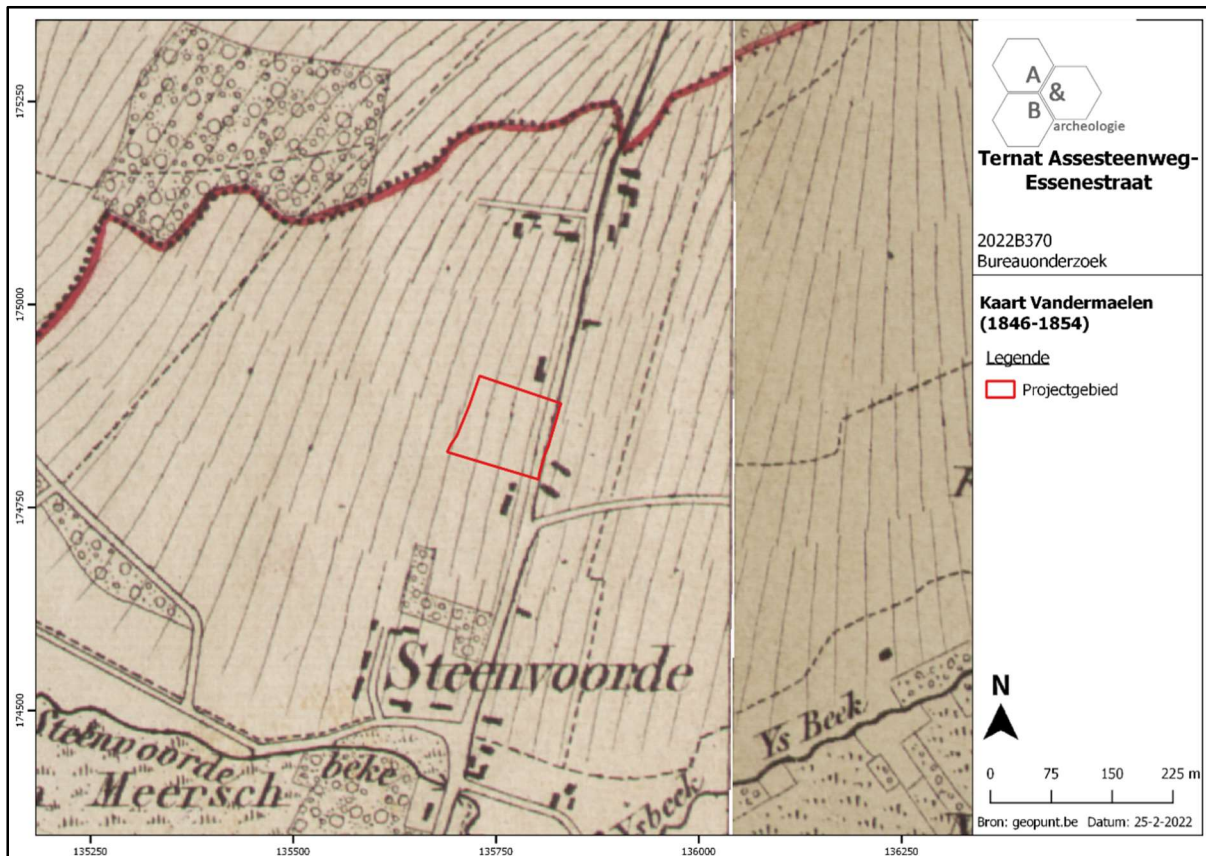 A
&
B
archeologie
Ternat Assesteenweg-
Essenestraat
2022B370
Bureauonderzoek
Kaart Vandermaelen
(1846-1854)
Legende
Projectgebied
N
0 75 150 225 m
Bron: geopunt.be Datum: 25-2-2022
175250
175000
174750
174500
135250 135500 135750 136000 136250
Steenvoorde
Ys Beek
Steenvoorde
beke
Meersch